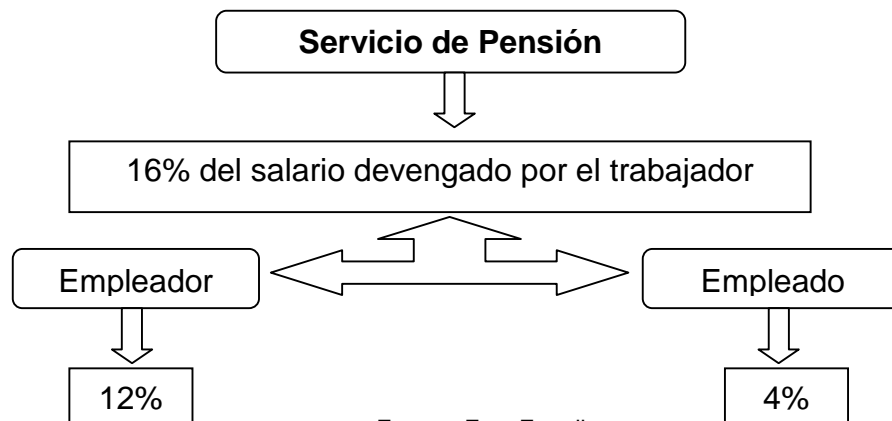 Servicio de Pensión
16% del salario devengado por el trabajador
Empleador
Empleado
12%
4%